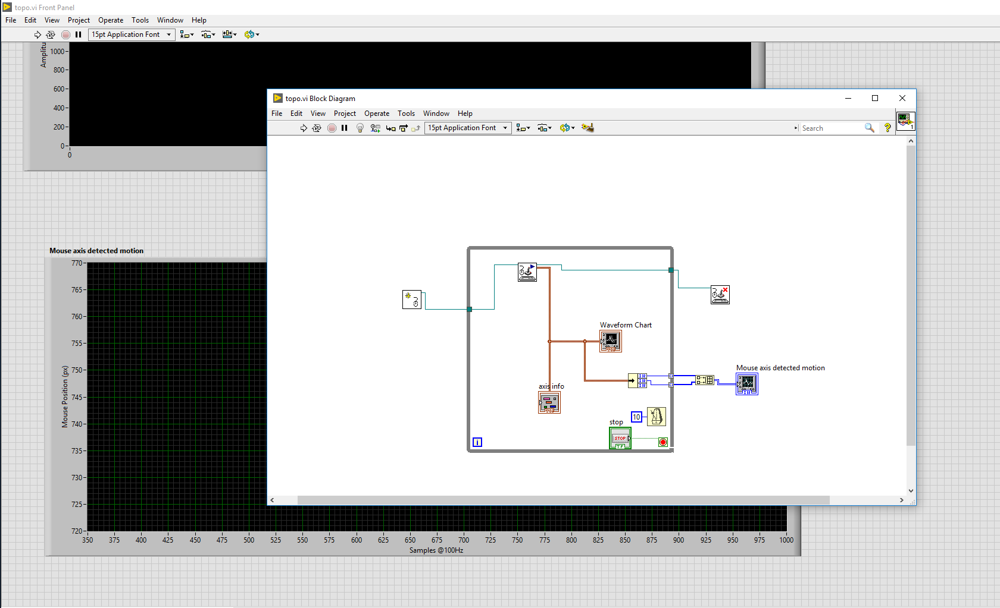 topo.vi Front Panel
File Edit View Project Operate Tools Window Help
15pt Application Font
Amplitu
1000
800
600
400
200
0
0
topo.vi Block Diagram
File Edit View Project Operate Tools Window Help
15pt Application Font
Search
?
1
Waveform Chart
axis info
I32
I32
I32
Mouse axis detected motion
I32
10
stop
STOP
TF
i
Mouse axis detected motion
770
765
760
755
750
745
740
735
730
725
720
Mouse Position (px)
350 375 400 425 450 475 500 525 550 575 600 625 650 675 700 725 750 775 800 825 850 875 900 925 950 975 1000
Samples @100Hz